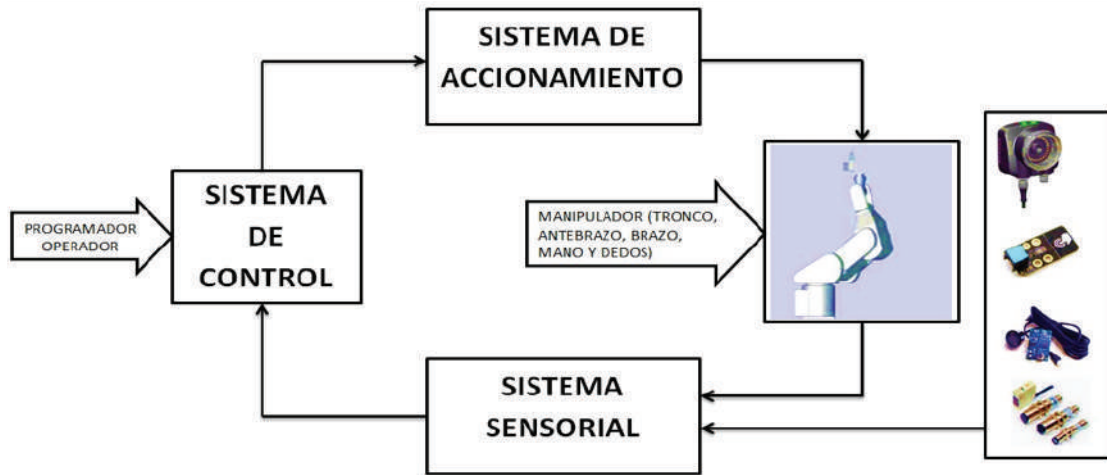 SISTEMA DE
ACCIONAMIENTO
SISTEMA
DE
CONTROL
PROGRAMADOR
OPERADOR
MANIPULADOR (TRONCO,
ANTEBRAZO, BRAZO,
MANO Y DEDOS)
SISTEMA
SENSORIAL